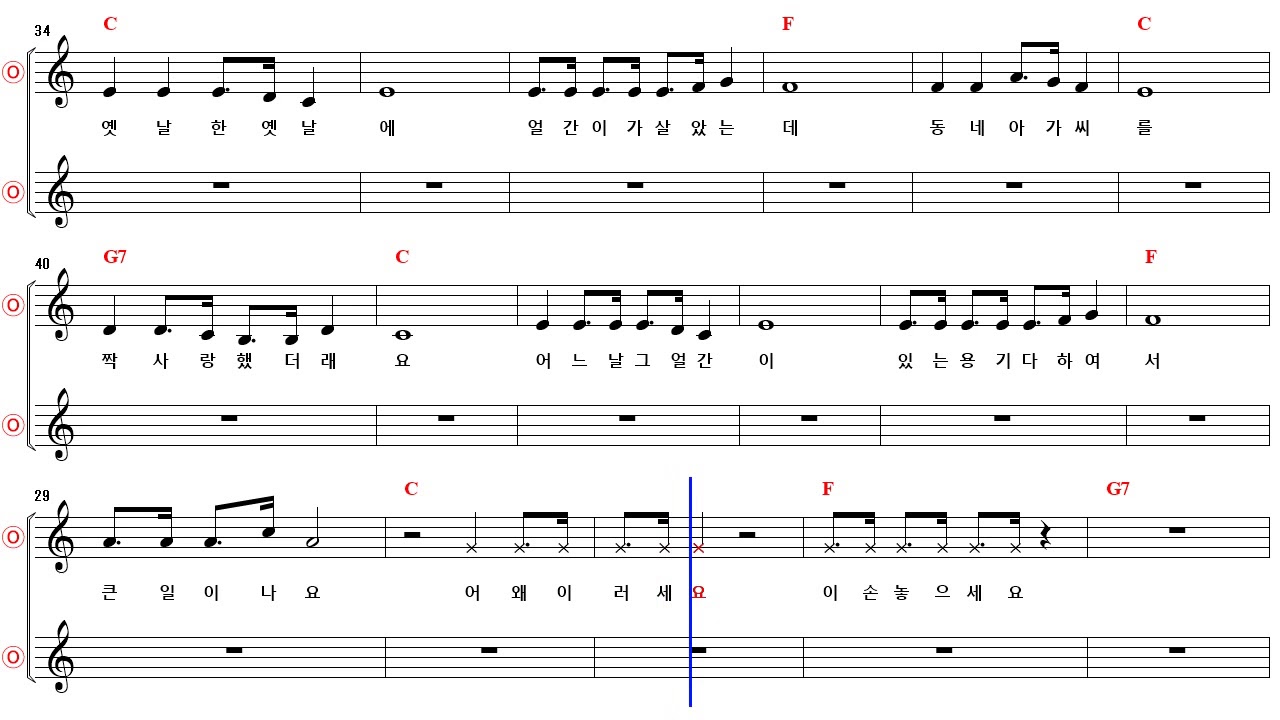 34 C F C
O
옛 날 한 옛 날 에 얼 간 이 가 살 았 는 데 동 네 아 가 씨 를
O
40 G7 C F
O
짝 사 랑 했 더 래 요 어 느 날 그 얼 간 이 있 는 용 기 다 하 여 서
O
29 C F G7
O
큰 일 이 나 요 어 왜 이 러 세 요 이 손 놓 으 세 요
O